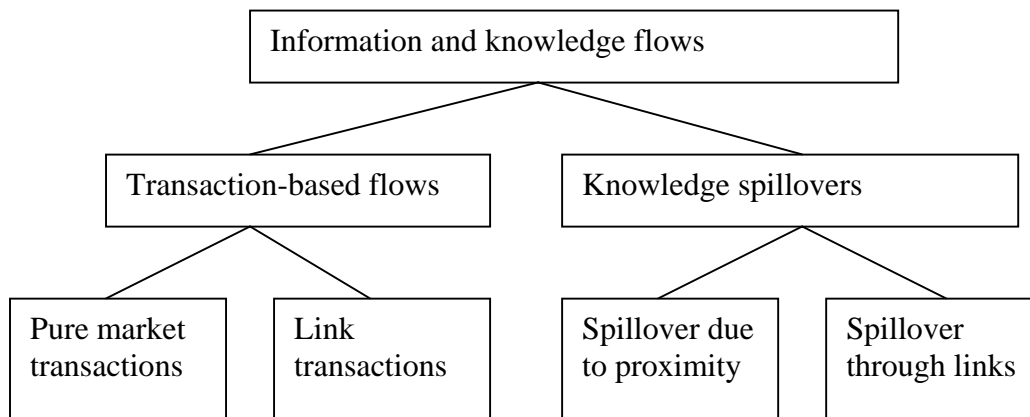 Information and knowledge flows
Transaction-based flows
Knowledge spillovers
Pure market
transactions
Link
transactions
Spillover due
to proximity
Spillover
through links